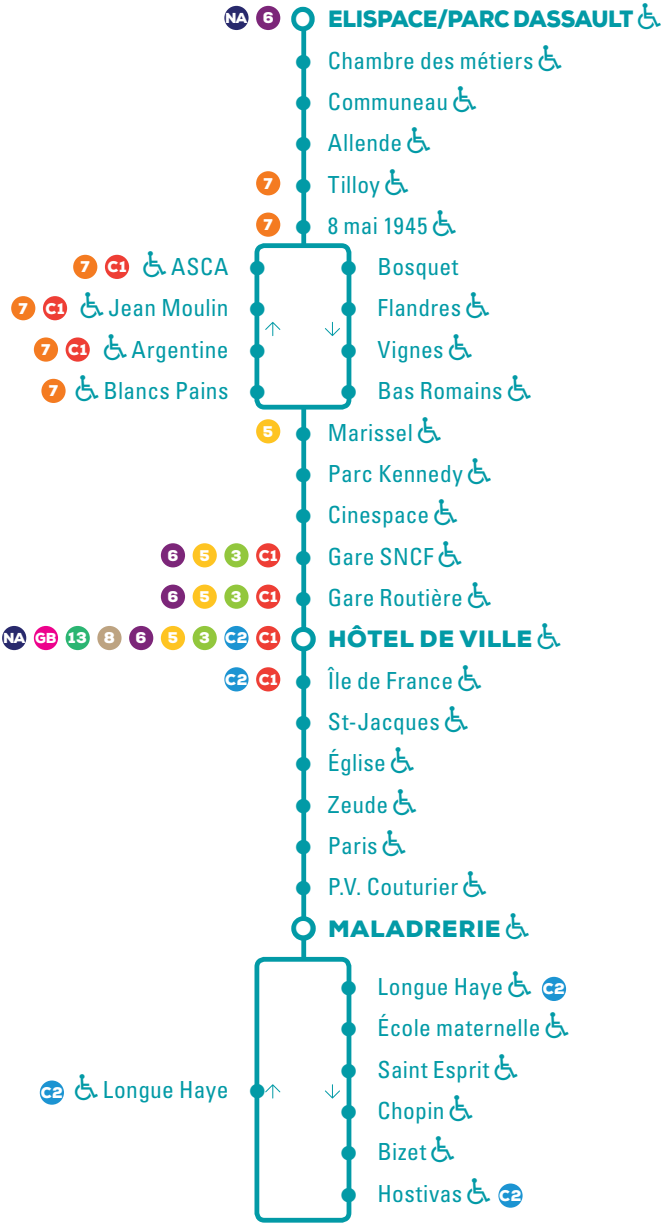 NA 6 ELISPACE/PARC DASSAULT
Chambre des métiers
Communeau
Allende
7 Tilloy
7 8 mai 1945
7 C1 ASCA
Bosquet
7 C1 Jean Moulin
Flandres
7 C1 Argentine
Vignes
7 Blancs Pains
Bas Romains
5 Marissel
Parc Kennedy
Cinespace
6 5 3 C1 Gare SNCF
6 5 3 C1 Gare Routière
NA GB 13 8 6 5 3 C2 C1 HÔTEL DE VILLE
C2 C1 Île de France
St-Jacques
Église
Zeude
Paris
P.V. Couturier
MALADRERIE
Longue Haye C2
École maternelle
Saint Esprit
C2 Longue Haye
Chopin
Bizet
Hostivas C2